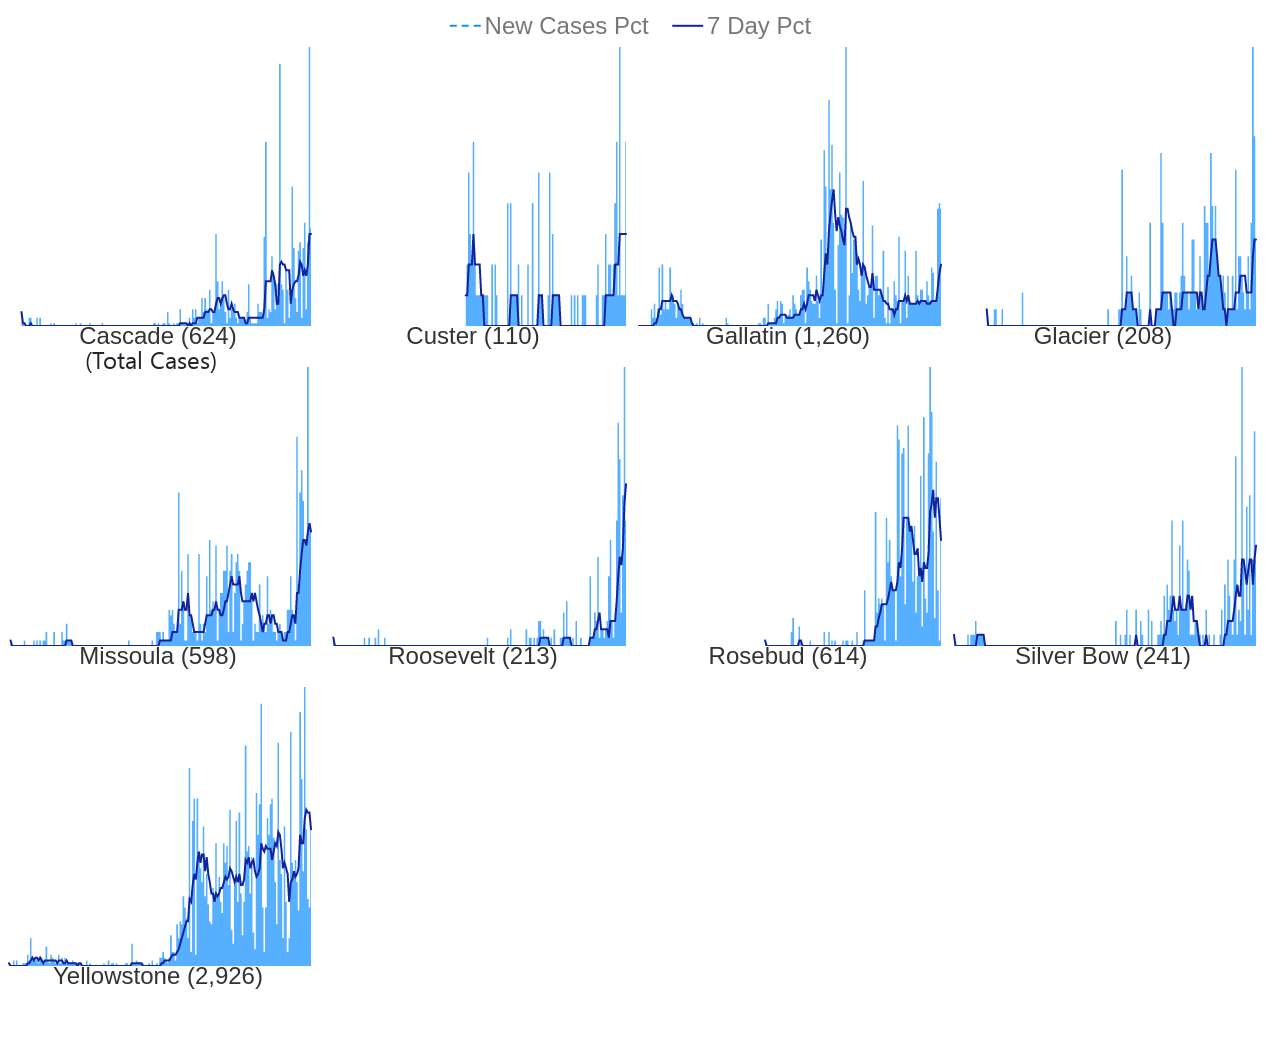 New Cases Pct 7 Day Pct
Cascade (624) Custer (110) Gallatin (1,260) Glacier (208)
(Total Cases)
Missoula (598) Roosevelt (213) Rosebud (614) Silver Bow (241)
Yellowstone (2,926)